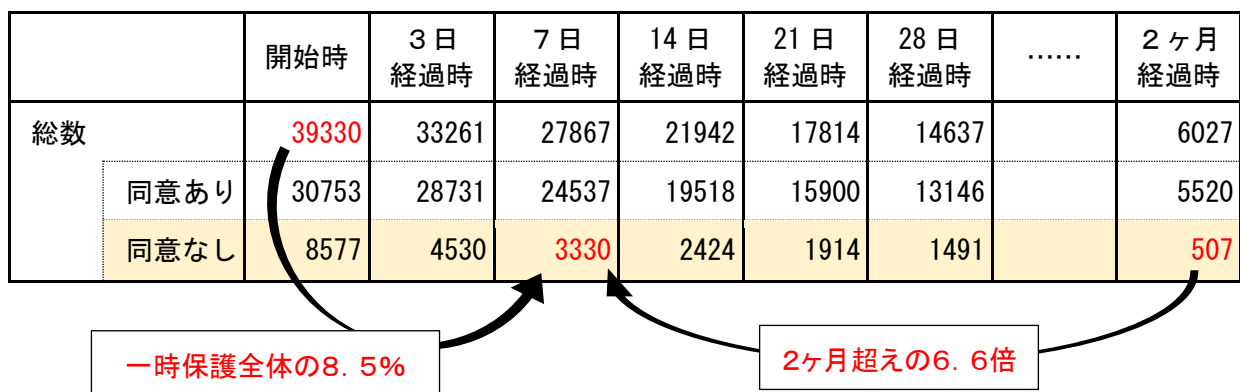 開始時 3日経過時 7日経過時 14日経過時 21日経過時 28日経過時 …… 2ヶ月経過時
総数 39330 33261 27867 21942 17814 14637 6027
同意あり 30753 28731 24537 19518 15900 13146 5520
同意なし 8577 4530 3330 2424 1914 1491 507
一時保護全体の8.5%
2ヶ月超えの6.6倍